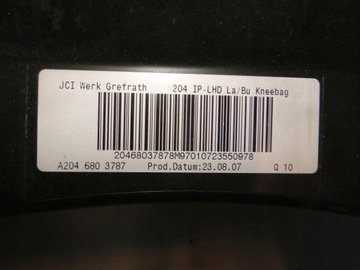 JCI Werk Grefrath 204 IP-LHD La/Bu Kneebag
20468037878M97010723550978
A204 680 3787 Prod.Datum:23.08.07 Q 10